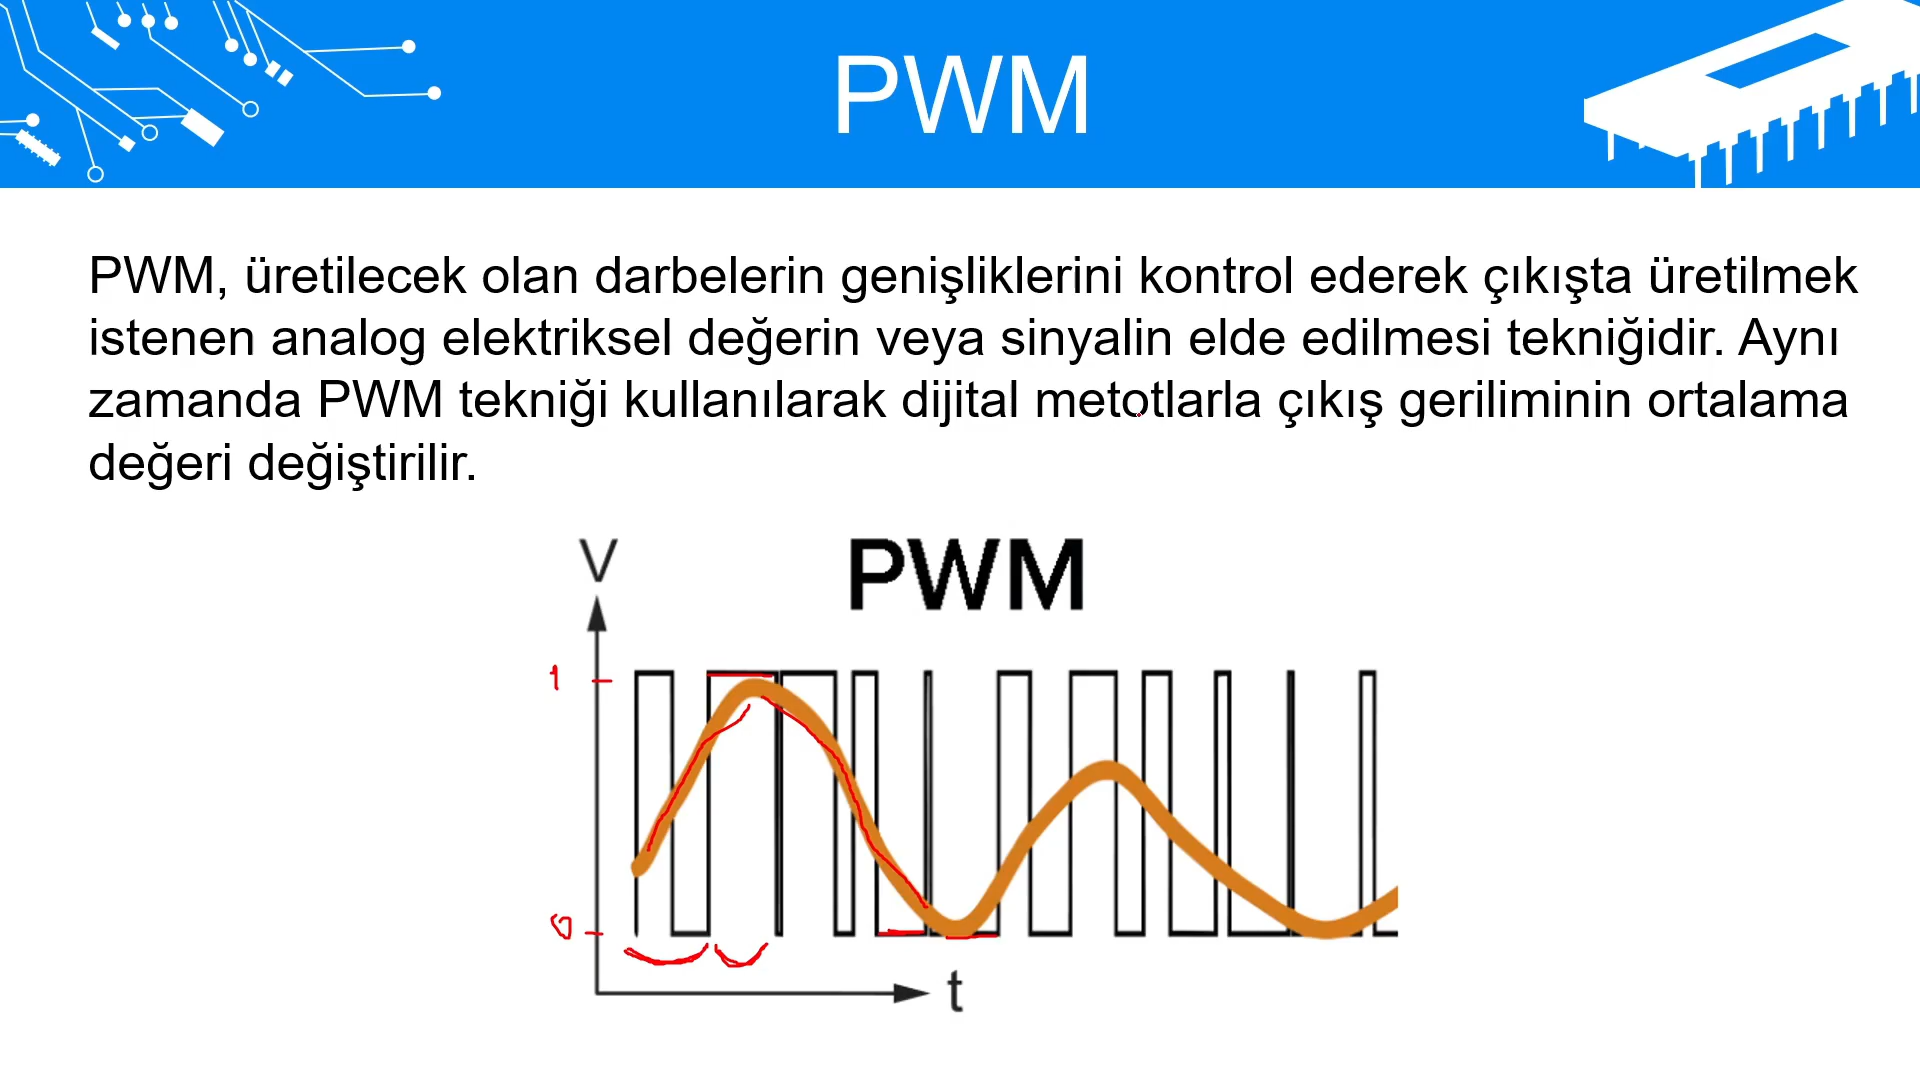 PWM
PWM, üretilecek olan darbelerin genişliklerini kontrol ederek çıkışta üretilmek
istenen analog elektriksel değerin veya sinyalin elde edilmesi tekniğidir. Aynı
zamanda PWM tekniği kullanılarak dijital metotlarla çıkış geriliminin ortalama
değeri değiştirilir.
V
PWM
1
0
t